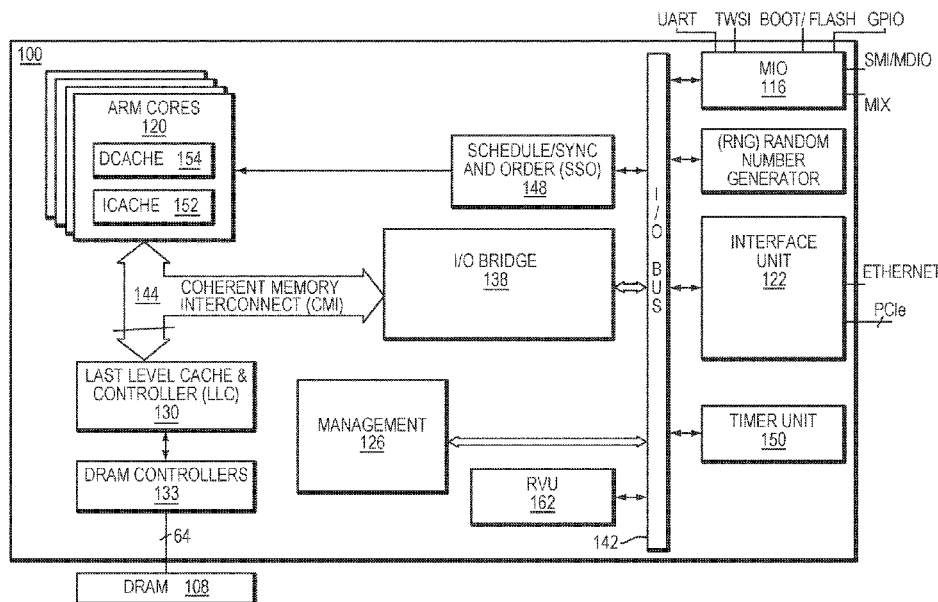 UART TWSI BOOT/ FLASH GPIO
100
ARM CORES
120
DCACHE 154
ICACHE 152
SCHEDULE/SYNC
AND ORDER (SSO)
148
MIO
116
SMI/MDIO
MIX
(RNG) RANDOM
NUMBER
GENERATOR
I/O BUS
I/O BRIDGE
138
INTERFACE
UNIT
122
ETHERNET
PCIe
144
COHERENT MEMORY
INTERCONNECT (CMI)
LAST LEVEL CACHE &
CONTROLLER (LLC)
130
MANAGEMENT
126
TIMER UNIT
150
DRAM CONTROLLERS
133
RVU
162
142
64
DRAM 108